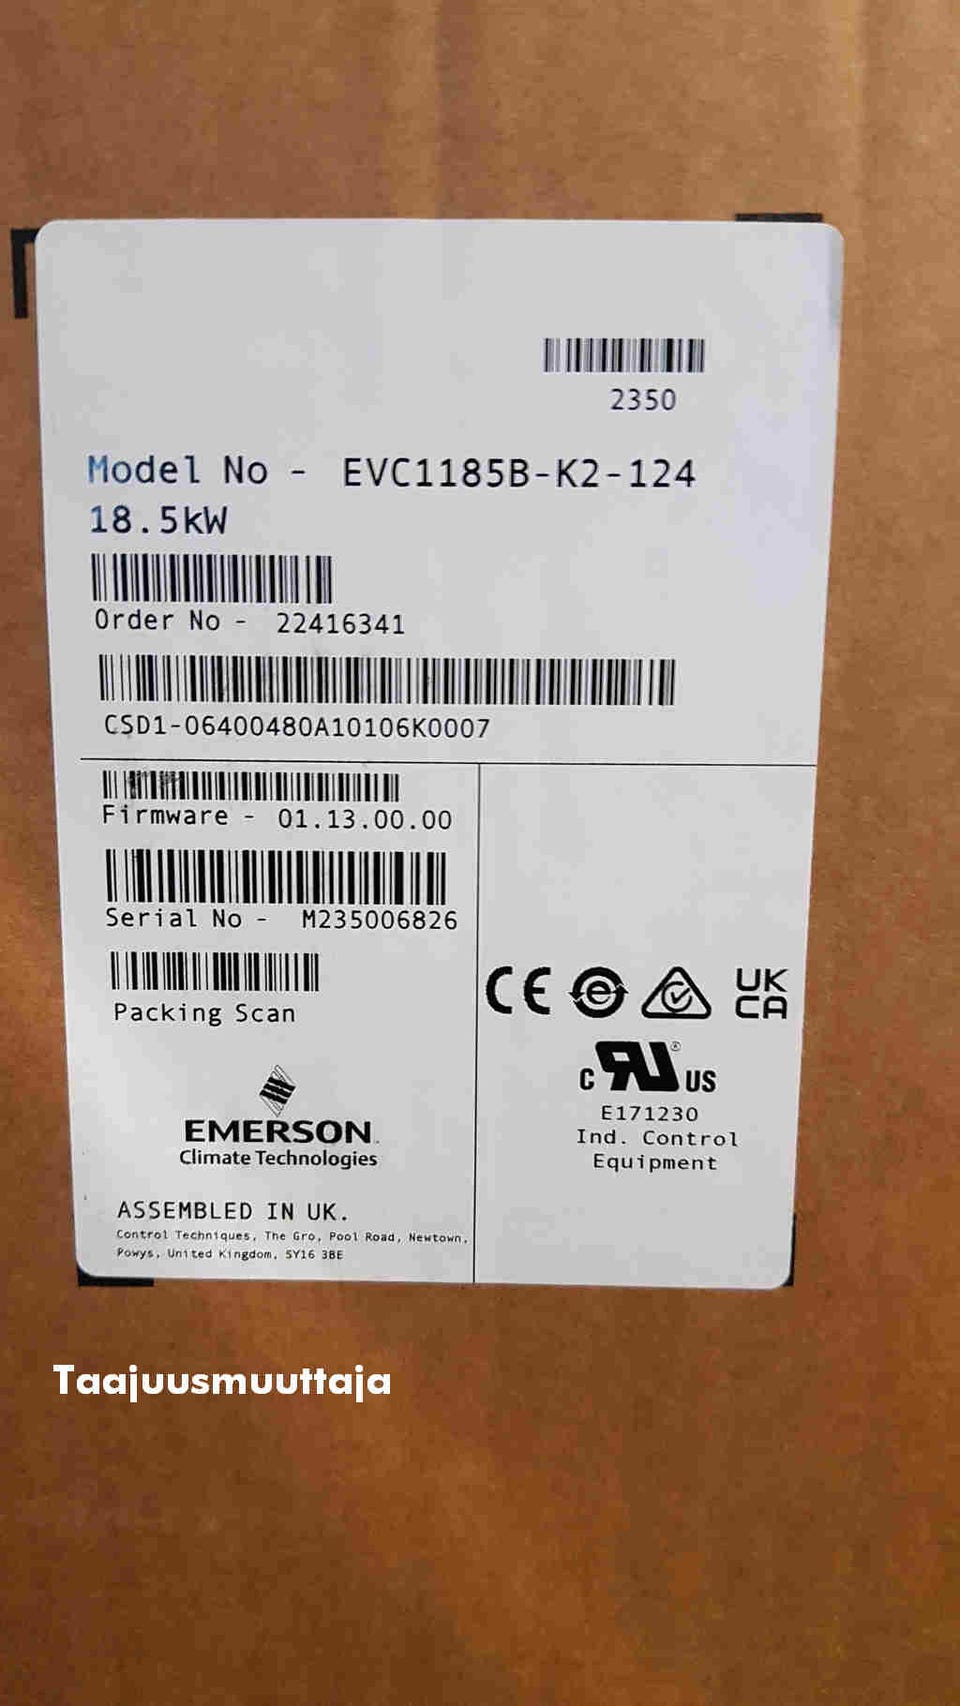 2350
Model No - EVC1185B-K2-124
18.5kW
Order No - 22416341
CSD1-06400480A10106K0007
Firmware - 01.13.00.00
Serial No - M235006826
Packing Scan
CE e UK CA
c RU ® US
E171230
Ind. Control
Equipment
EMERSON™
Climate Technologies
ASSEMBLED IN UK.
Control Techniques, The Gro, Pool Road, Newtown,
Powys, United Kingdom, SY16 3BE
Taajuusmuuttaja